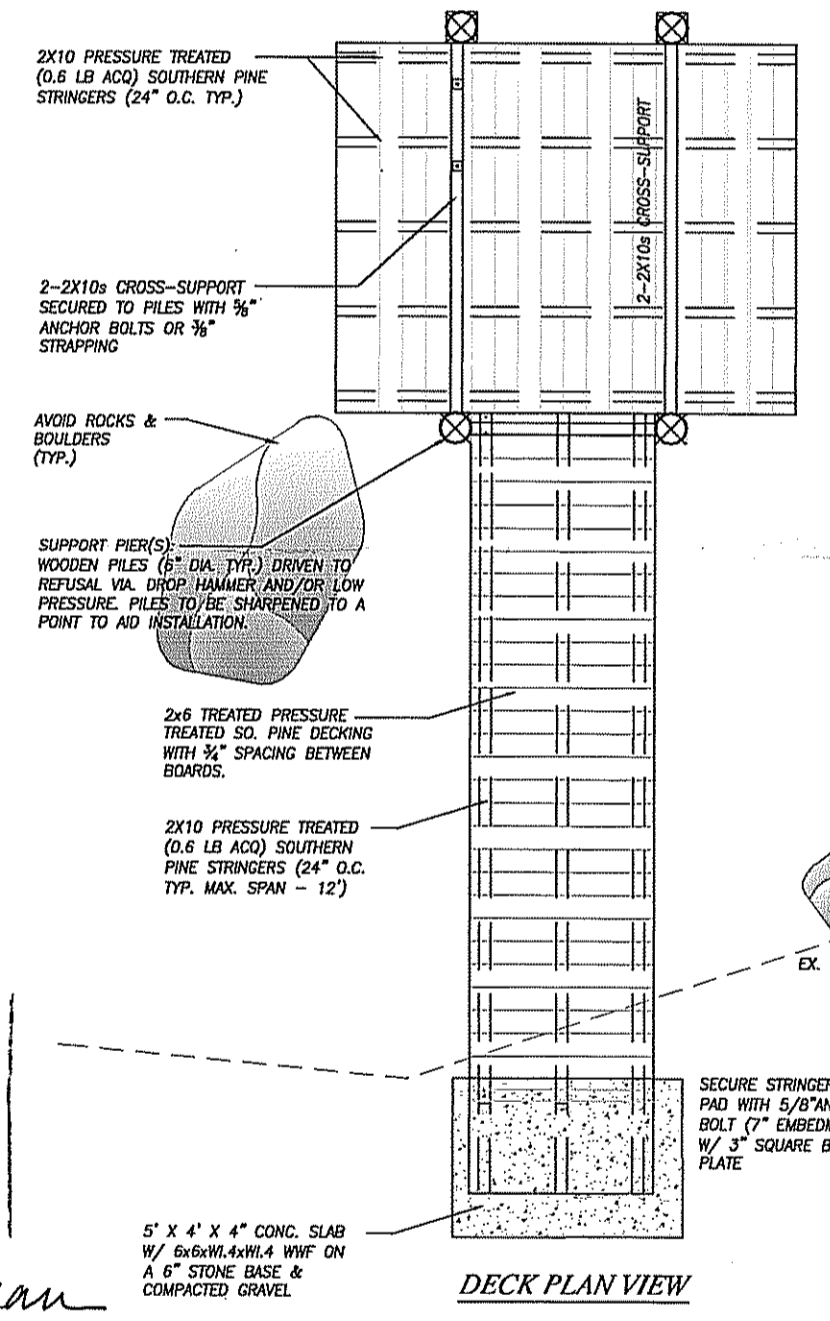 2X10 PRESSURE TREATED
(0.6 LB ACQ) SOUTHERN PINE
STRINGERS (24" O.C. TYP.)
2-2X10s CROSS-SUPPORT
2-2X10s CROSS-SUPPORT
SECURED TO PILES WITH ⅝"
ANCHOR BOLTS OR ⅜"
STRAPPING
AVOID ROCKS &
BOULDERS
(TYP.)
SUPPORT PIER(S)
WOODEN PILES (6" DIA. TYP.) DRIVEN TO
REFUSAL VIA. DROP HAMMER AND/OR LOW
PRESSURE. PILES TO BE SHARPENED TO A
POINT TO AID INSTALLATION.
2x6 TREATED PRESSURE
TREATED SO. PINE DECKING
WITH ¾" SPACING BETWEEN
BOARDS.
2X10 PRESSURE TREATED
(0.6 LB ACQ) SOUTHERN
PINE STRINGERS (24" O.C.
TYP. MAX. SPAN - 12')
EX.
SECURE STRINGER
PAD WITH 5/8"AN
BOLT (7" EMBEDM
W/ 3" SQUARE B
PLATE
5' X 4' X 4" CONC. SLAB
W/ 6x6xW1.4xW1.4 WWF ON
A 6" STONE BASE &
COMPACTED GRAVEL
DECK PLAN VIEW